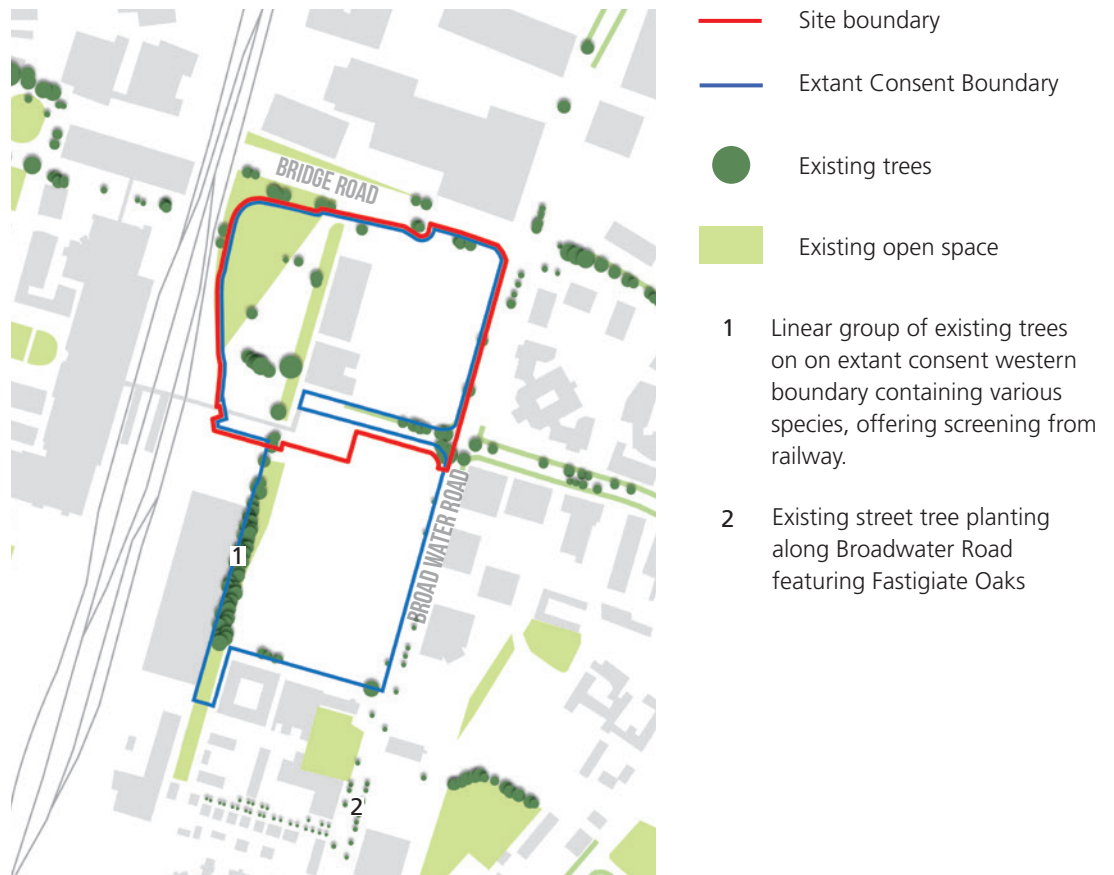 BRIDGE ROAD
1
BROAD WATER ROAD
2
Site boundary
Extant Consent Boundary
Existing trees
Existing open space
1 Linear group of existing trees
on on extant consent western
boundary containing various
species, offering screening from
railway.
2 Existing street tree planting
along Broadwater Road
featuring Fastigiate Oaks